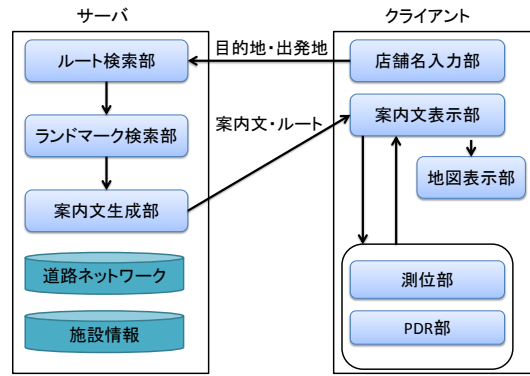 サーバ
クライアント
ルート検索部
目的地・出発地
店舗名入力部
ランドマーク検索部
案内文・ルート
案内文表示部
案内文生成部
地図表示部
道路ネットワーク
測位部
施設情報
PDR部